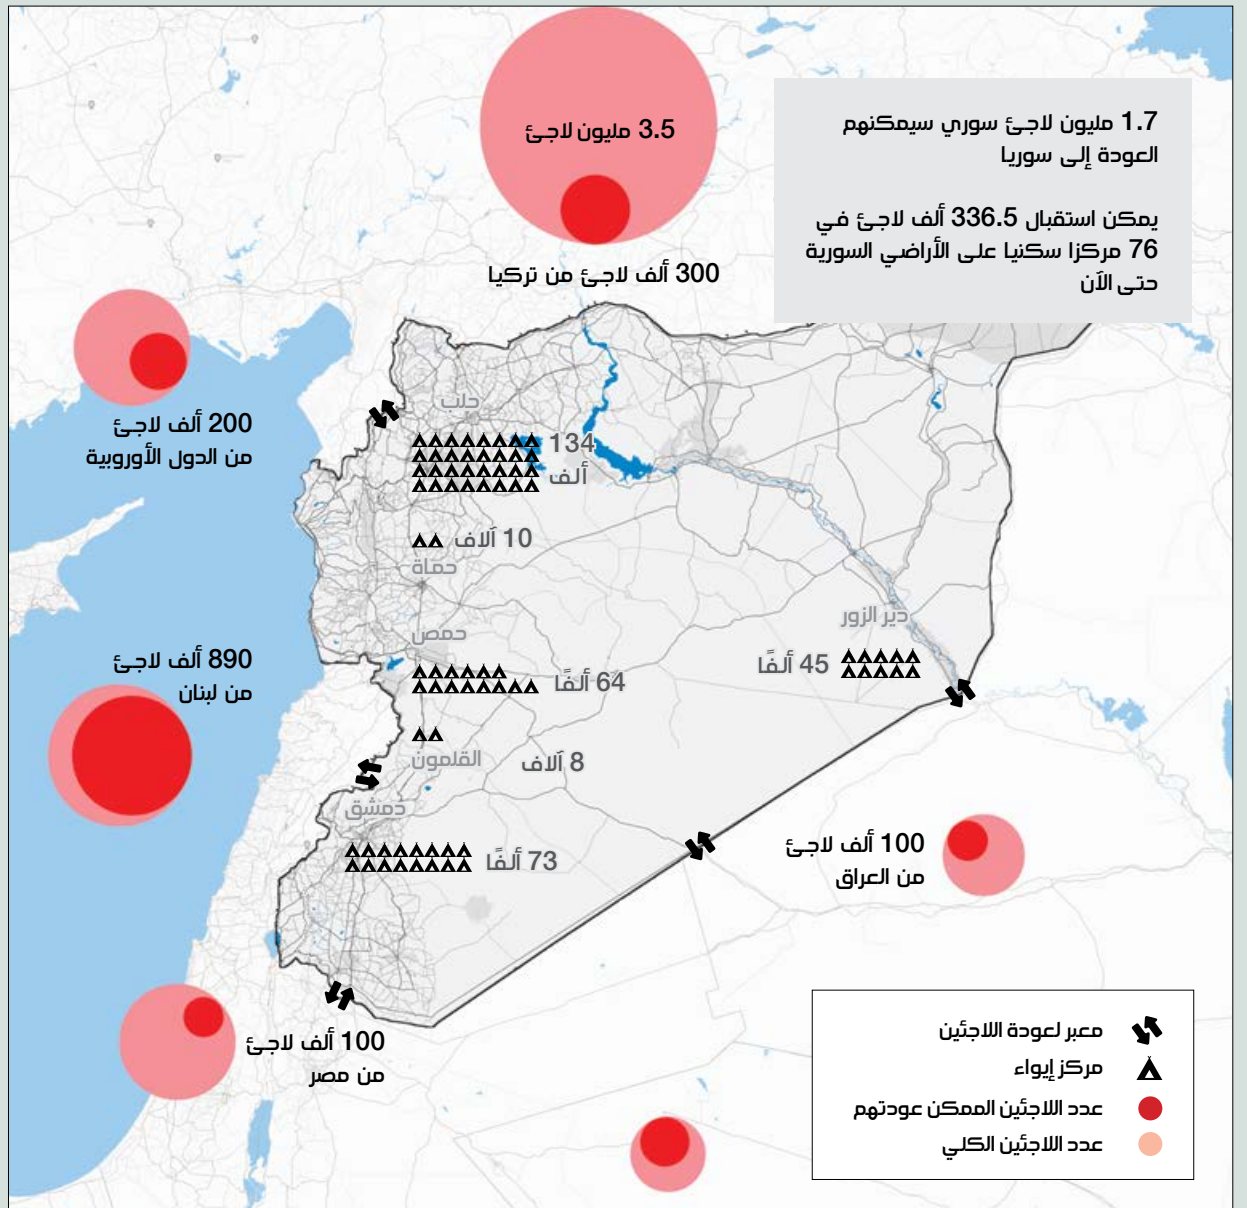 1.7 مليون لاجئ سوري سيمكنهم
العودة إلى سوريا
يمكن استقبال 336.5 ألف لاجئ في
76 مركزا سكنيا على الأراضي السورية
حتى الآن
3.5 مليون لاجئ
300 ألف لاجئ من تركيا
200 ألف لاجئ
من الدول الأوروبية
حلب
134
ألف
10 آلاف
حماة
حمص
64 ألفًا
دير الزور
45 ألفًا
890 ألف لاجئ
من لبنان
القلمون
8 آلاف
دمشق
73 ألفًا
100 ألف لاجئ
من العراق
100 ألف لاجئ
من مصر
معبر لعودة اللاجئين
مركز إيواء
عدد اللاجئين الممكن عودتهم
عدد اللاجئين الكلي